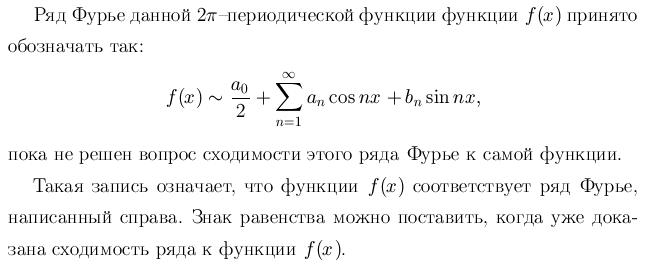 Ряд Фурье данной 2π–периодической функции функции f(x) принято
обозначать так:
f(x) ∼ a₀/2 + ∑_{n=1}^{∞} aₙ cos nx + bₙ sin nx,
пока не решен вопрос сходимости этого ряда Фурье к самой функции.
Такая запись означает, что функции f(x) соответствует ряд Фурье,
написанный справа. Знак равенства можно поставить, когда уже дока-
зана сходимость ряда к функции f(x).